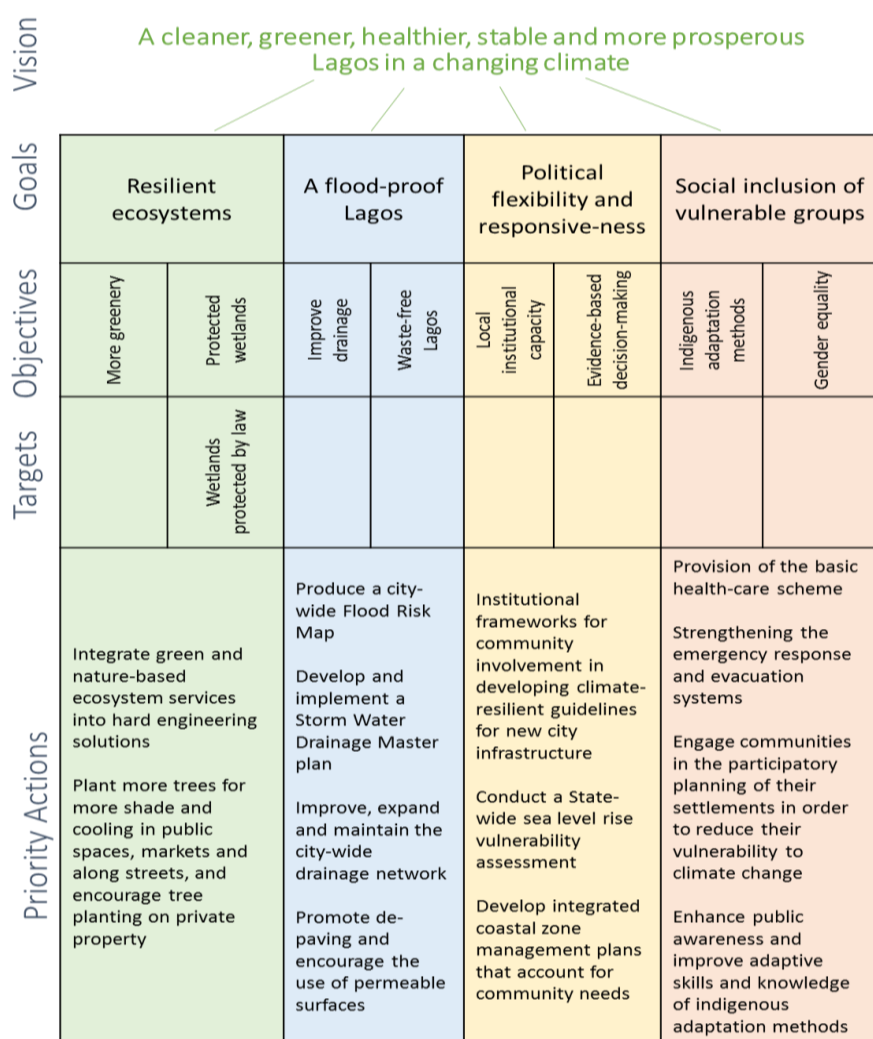 Vision
A cleaner, greener, healthier, stable and more prosperous
Lagos in a changing climate
Goals
Resilient
ecosystems
A flood-proof
Lagos
Political
flexibility and
responsive-ness
Social inclusion of
vulnerable groups
Objectives
More greenery
Protected
wetlands
Improve
drainage
Waste-free
Lagos
Local
institutional
capacity
Evidence-based
decision-making
Indigenous
adaptation
methods
Gender equality
Targets
Wetlands
protected by law
Priority Actions
Integrate green and
nature-based
ecosystem services
into hard engineering
solutions
Plant more trees for
more shade and
cooling in public
spaces, markets and
along streets, and
encourage tree
planting on private
property
Produce a city-
wide Flood Risk
Map
Develop and
implement a
Storm Water
Drainage Master
plan
Improve, expand
and maintain the
city-wide
drainage network
Promote de-
paving and
encourage the
use of permeable
surfaces
Institutional
frameworks for
community
involvement in
developing climate-
resilient guidelines
for new city
infrastructure
Conduct a State-
wide sea level rise
vulnerability
assessment
Develop integrated
coastal zone
management plans
that account for
community needs
Provision of the basic
health-care scheme
Strengthening the
emergency response
and evacuation
systems
Engage communities
in the participatory
planning of their
settlements in order
to reduce their
vulnerability to
climate change
Enhance public
awareness and
improve adaptive
skills and knowledge
of indigenous
adaptation methods